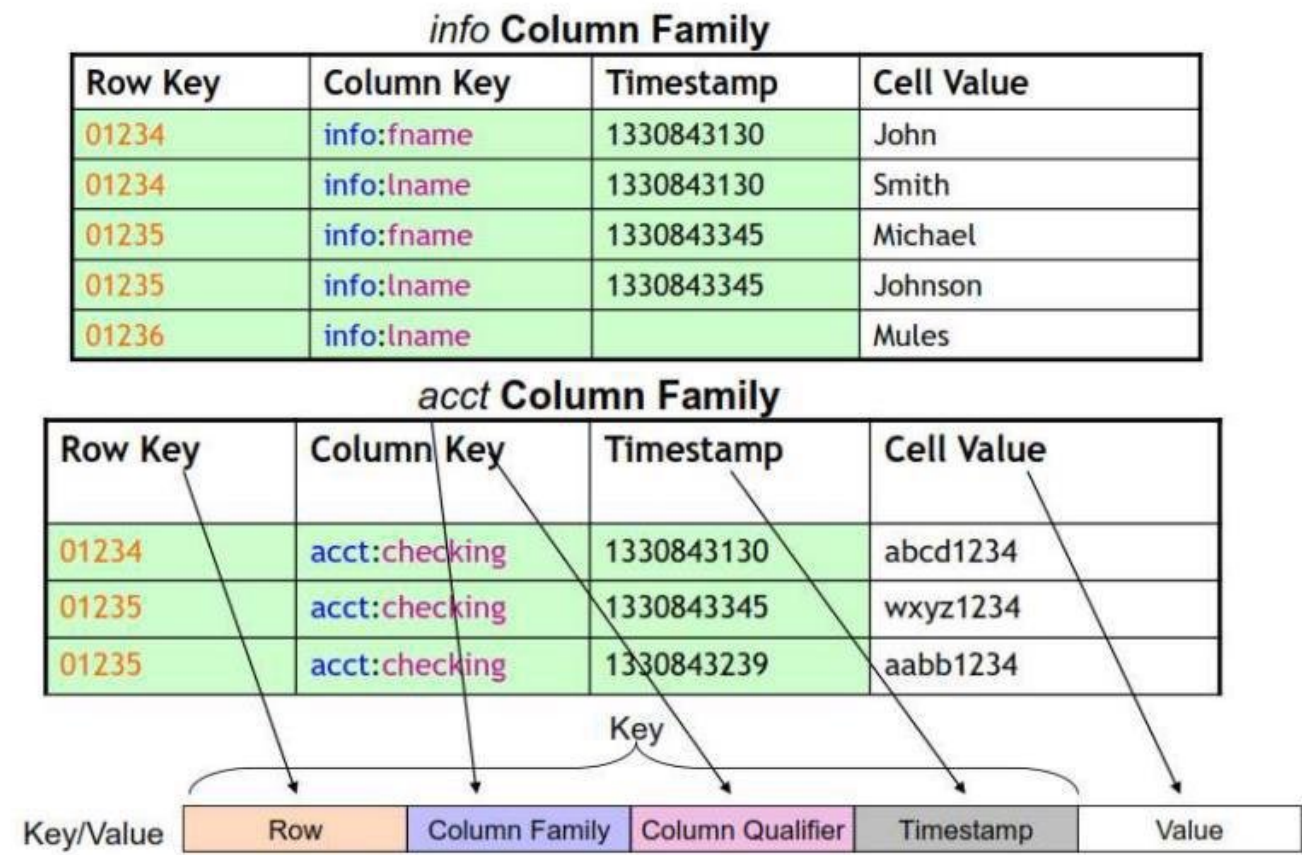 info Column Family
Row Key Column Key Timestamp Cell Value
01234 info:fname 1330843130 John
01234 info:lname 1330843130 Smith
01235 info:fname 1330843345 Michael
01235 info:lname 1330843345 Johnson
01236 info:lname Mules
acct Column Family
Row Key Column Key Timestamp Cell Value
01234 acct:checking 1330843130 abcd1234
01235 acct:checking 1330843345 wxyz1234
01235 acct:checking 1330843239 aabb1234
Key
Key/Value Row Column Family Column Qualifier Timestamp Value